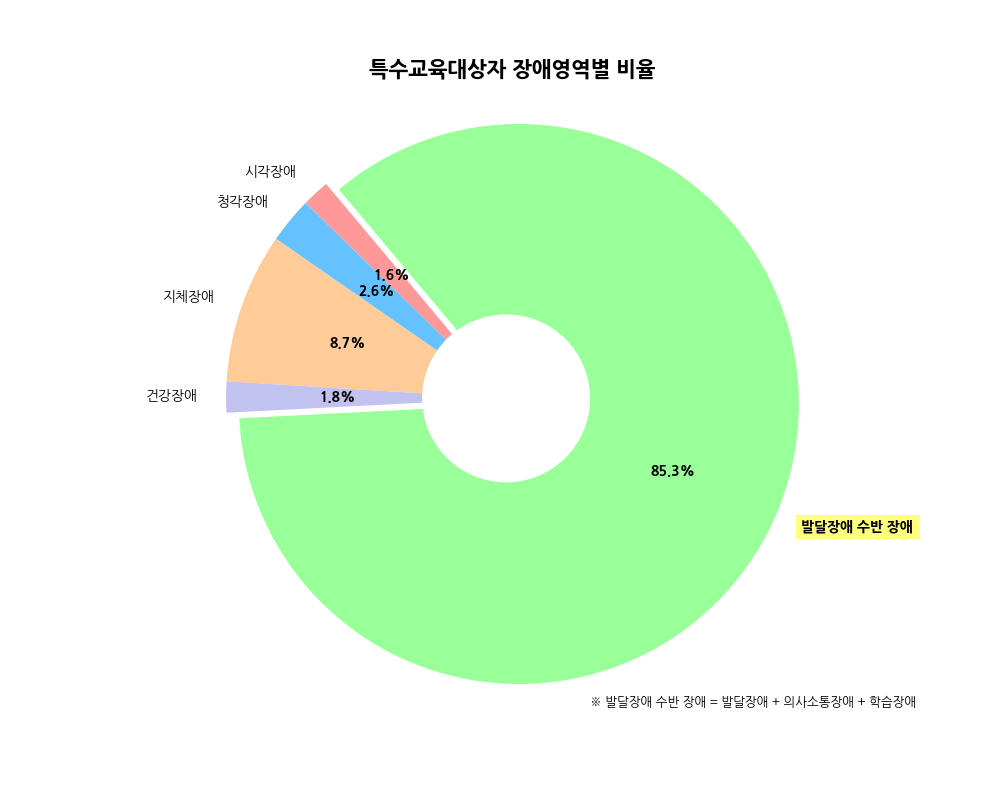 특수교육대상자 장애영역별 비율
시각장애
청각장애
지체장애
건강장애
1.6%
2.6%
8.7%
1.8%
85.3%
발달장애 수반 장애
※ 발달장애 수반 장애 = 발달장애 + 의사소통장애 + 학습장애